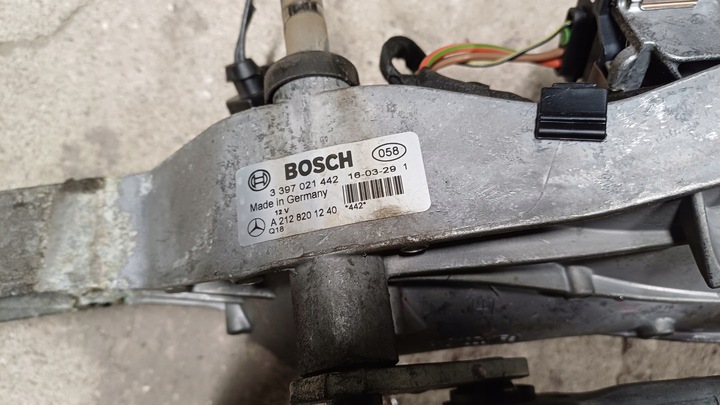 BOSCH 058
3 397 021 442 16-03-29 1
Made in Germany
12 V *442*
A 212 820 12 40
Q18